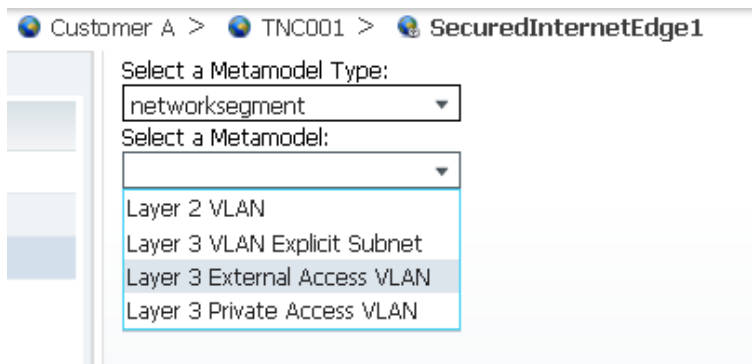 Customer A > TNC001 > SecuredInternetEdge1
Select a Metamodel Type:
networksegment
Select a Metamodel:
Layer 2 VLAN
Layer 3 VLAN Explicit Subnet
Layer 3 External Access VLAN
Layer 3 Private Access VLAN